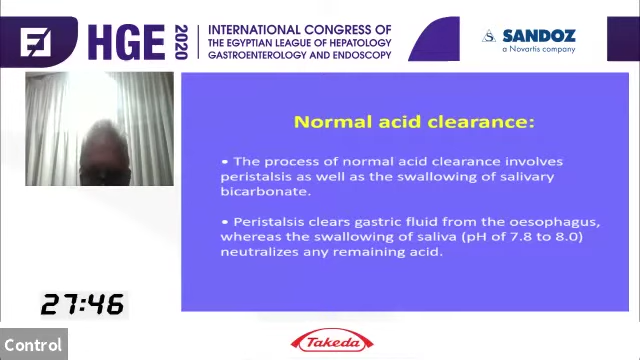 HGE 2020
INTERNATIONAL CONGRESS OF
THE EGYPTIAN LEAGUE OF HEPATOLOGY
GASTROENTEROLOGY AND ENDOSCOPY
S SANDOZ
a Novartis company
Normal acid clearance:
• The process of normal acid clearance involves
peristalsis as well as the swallowing of salivary
bicarbonate.
• Peristalsis clears gastric fluid from the oesophagus,
whereas the swallowing of saliva (pH of 7.8 to 8.0)
neutralizes any remaining acid.
27:46
Control
Takeda